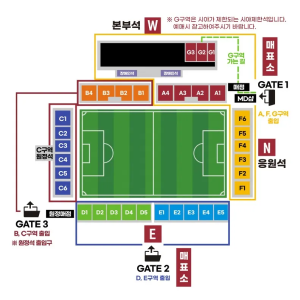 본부석 W
※ G구역은 시야가 제한되는 시야제한석입니다.
예매시 참고하여주시기 바랍니다.
매표소
G3 G2 G1
G구역
가는 길
GATE 1
A, F, G구역
출입
매점
MD샵
B4 B3 B2 B1
A4 A3 A2 A1
C구역
원정석
C1
C2
C3
C4
C5
C6
F6
F5
F4
F3
F2
F1
N
응원석
원정매점
D1 D2 D3 D4 D5
E1 E2 E3 E4 E5
GATE 3
B, C구역 출입
※ 원정석 출입구
E
GATE 2
D, E구역 출입
매표소